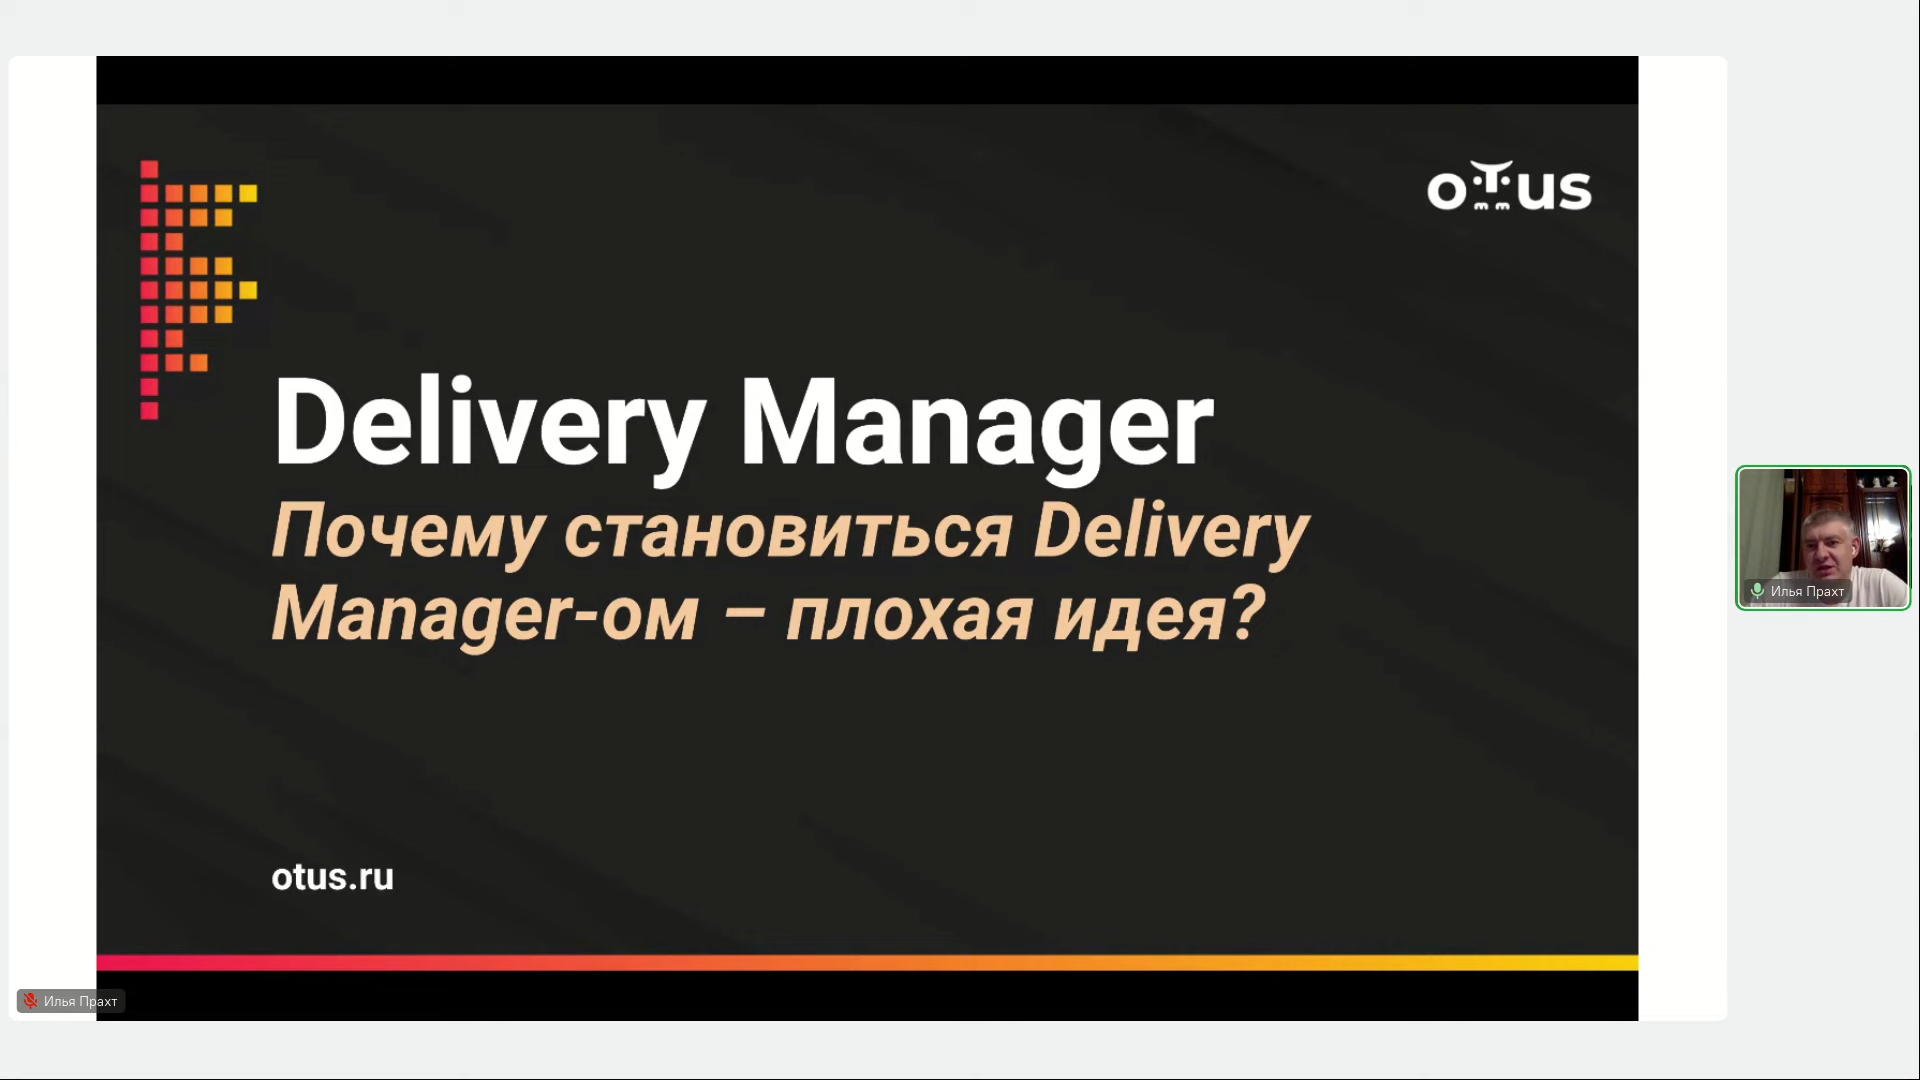 otus
Delivery Manager
Почему становиться Delivery
Manager-ом – плохая идея?
otus.ru
Илья Прахт
Илья Прахт